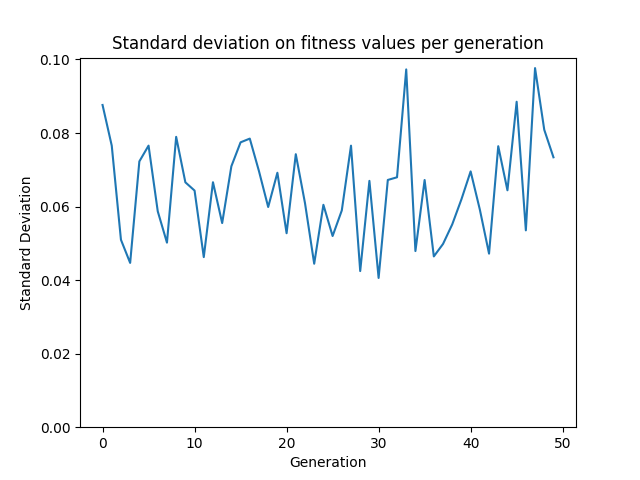 Standard deviation on fitness values per generation
0.10
0.08
0.06
0.04
0.02
0.00
Standard Deviation
0 10 20 30 40 50
Generation